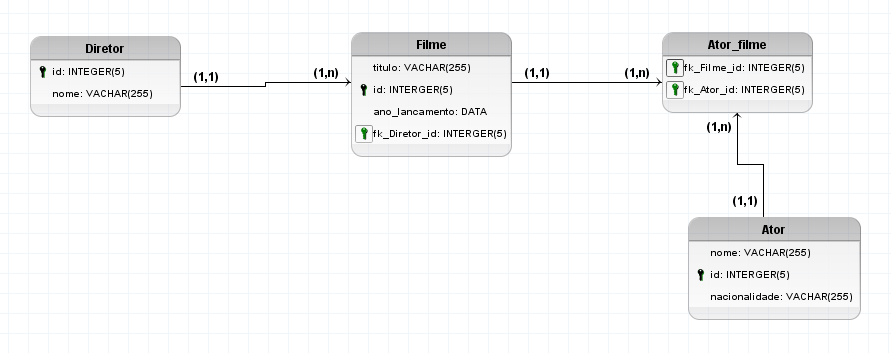 Diretor
id: INTEGER(5)
nome: VACHAR(255)
(1,1)
(1,n)
Filme
titulo: VACHAR(255)
id: INTERGER(5)
ano_lancamento: DATA
fk_Diretor_id: INTERGER(5)
(1,1)
(1,n)
Ator_filme
fk_Filme_id: INTEGER(5)
fk_Ator_id: INTERGER(5)
(1,n)
(1,1)
Ator
nome: VACHAR(255)
id: INTERGER(5)
nacionalidade: VACHAR(255)